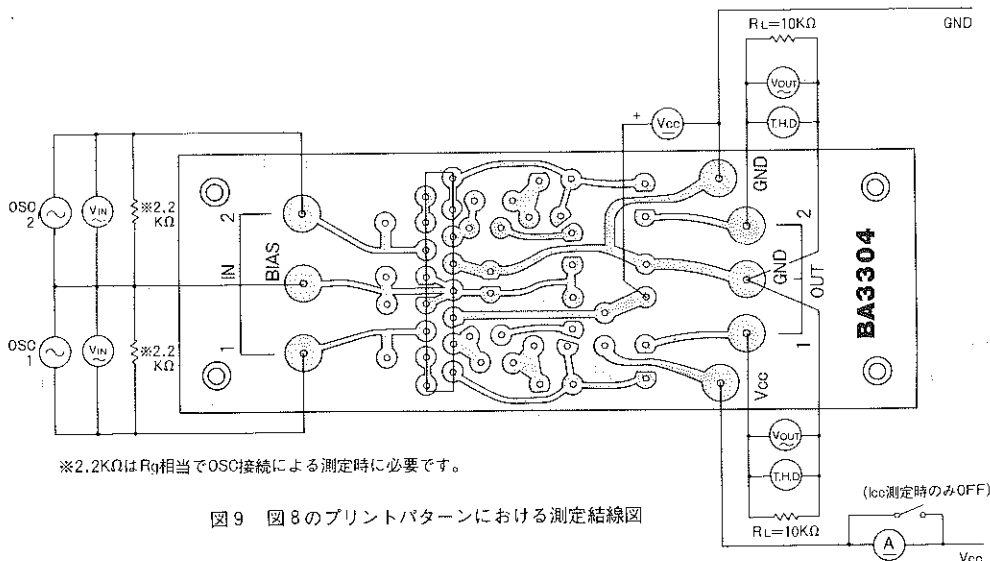 RL=10KΩ
GND
VOUT
T.H.D
+
Vcc
OSC
2
VIN
※2.2
KΩ
OSC
1
VIN
※2.2
KΩ
IN
BIAS
2
1
GND
2
GND
OUT
1
Vcc
BA3304
VOUT
T.H.D
RL=10KΩ
(Icc測定時のみOFF)
A
Vcc
※2.2KΩはRg相当でOSC接続による測定時に必要です。
図9 図8のプリントパターンにおける測定結線図